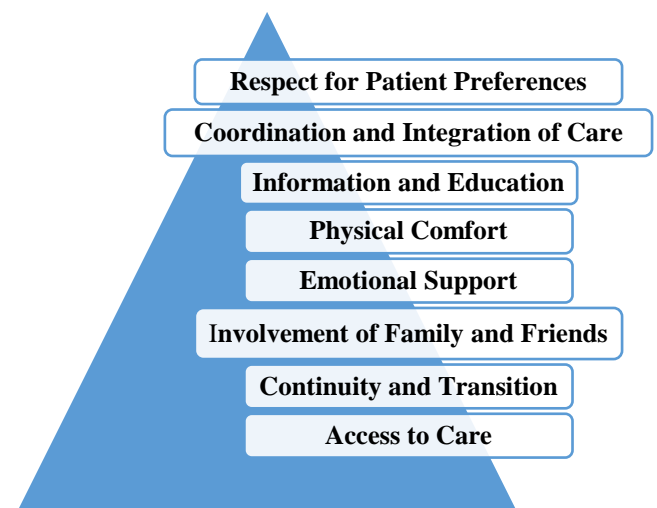 Respect for Patient Preferences
Coordination and Integration of Care
Information and Education
Physical Comfort
Emotional Support
Involvement of Family and Friends
Continuity and Transition
Access to Care